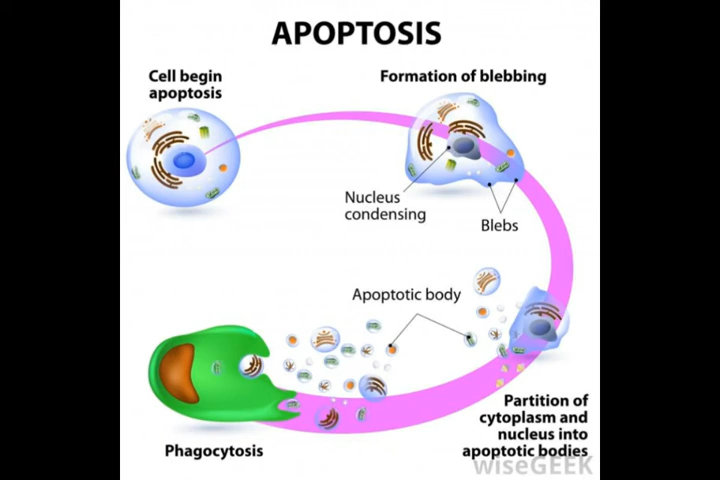 APOPTOSIS
Cell begin
apoptosis
Formation of blebbing
Nucleus
condensing
Blebs
Apoptotic body
Phagocytosis
Partition of
cytoplasm and
nucleus into
apoptotic bodies
wiseGEEK